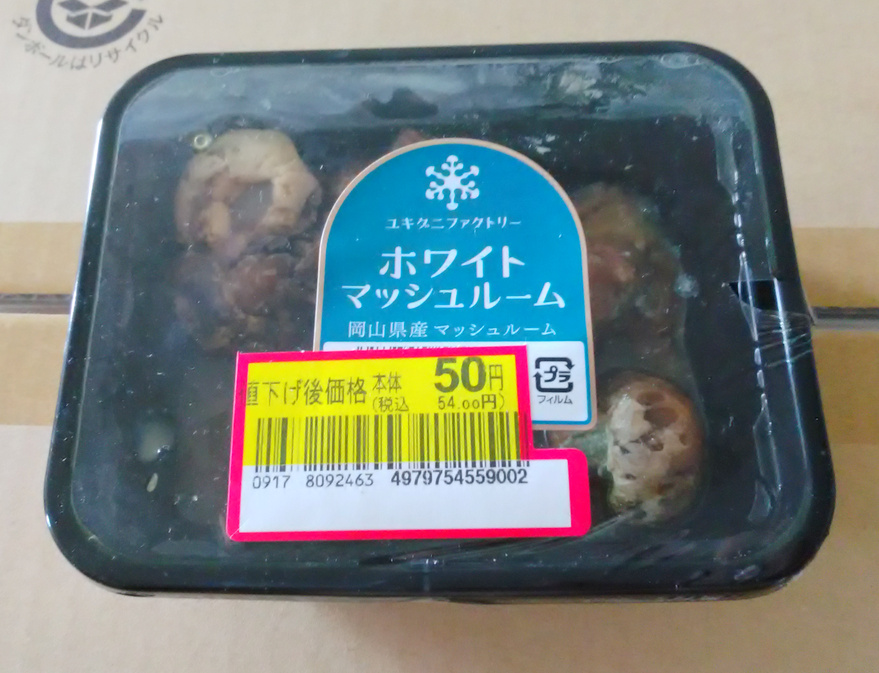 ダンボールはリサイクル
ユキグニファクトリー
ホワイト
マッシュルーム
岡山県産 マッシュルーム
プラ
フィルム
値下げ後価格 本体 50円
(税込 54.00円)
0917 8092463 4979754559002